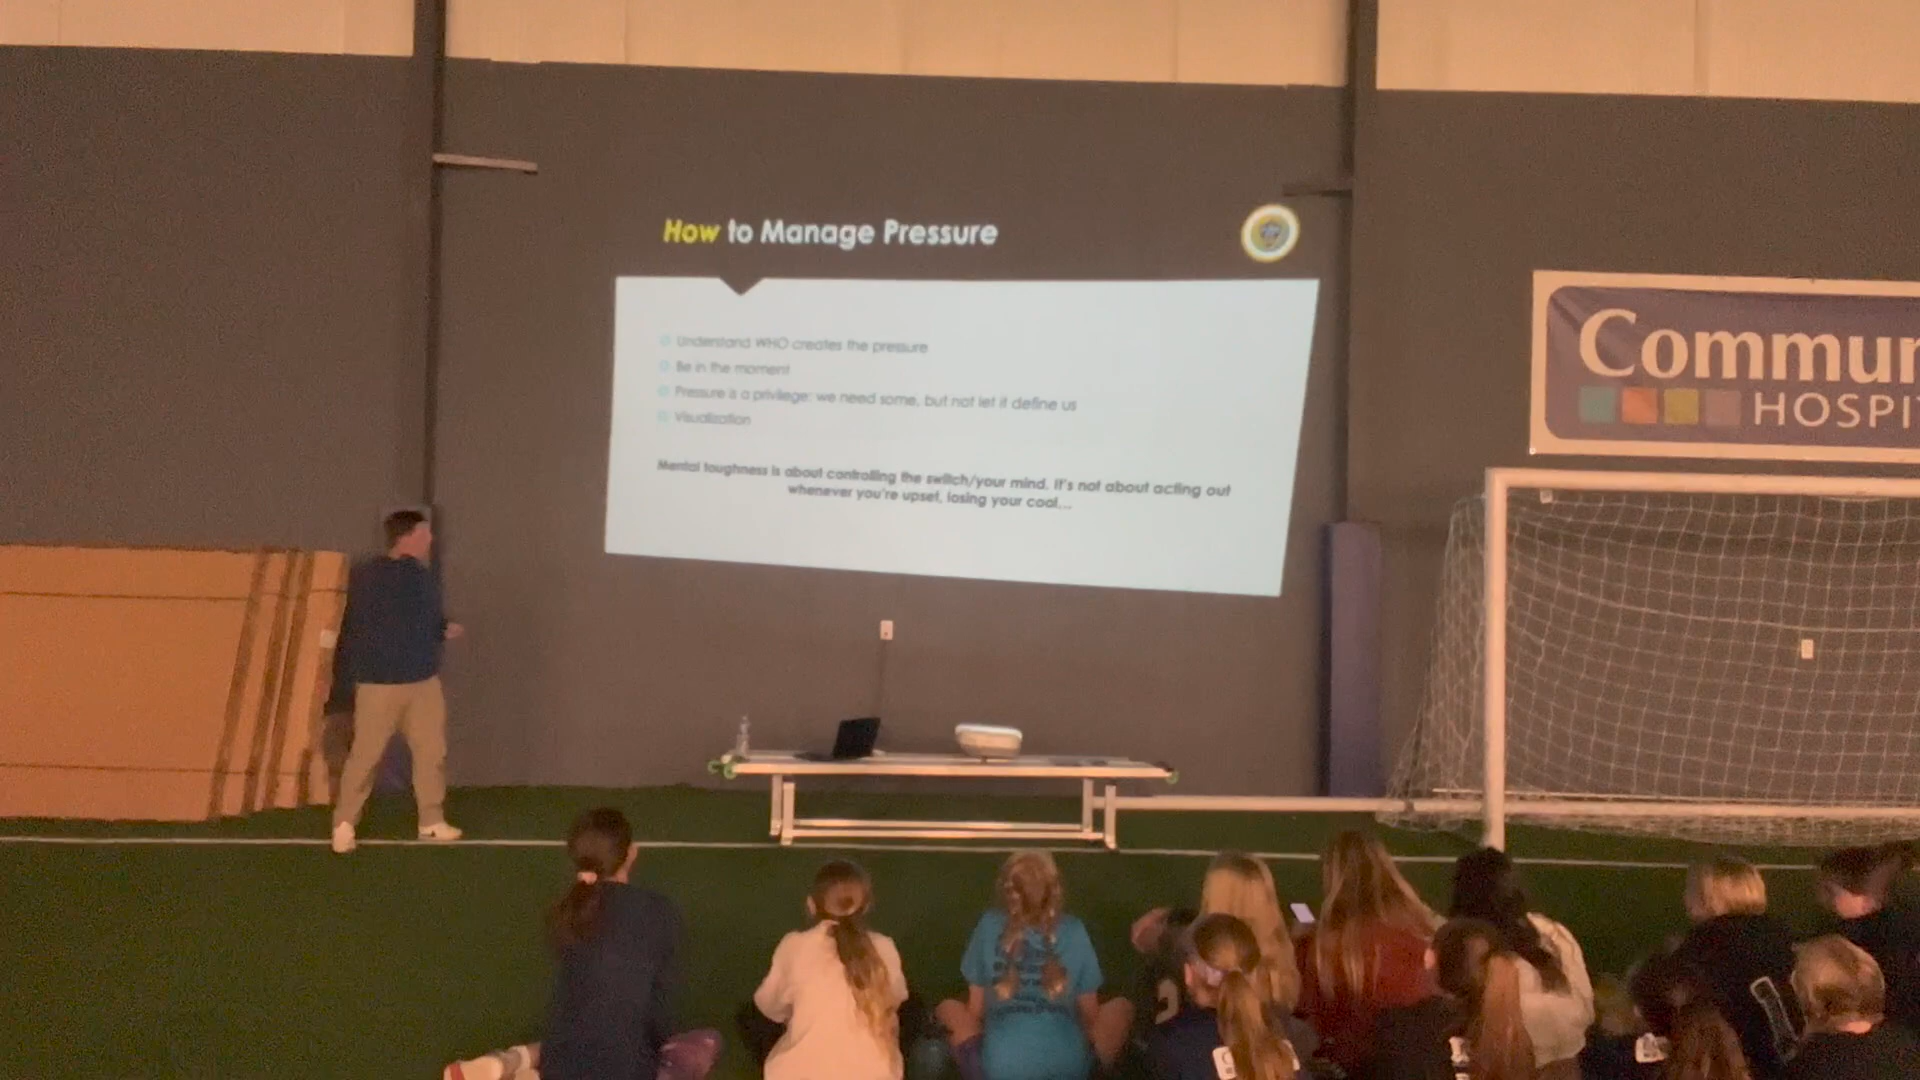 How to Manage Pressure
Understand WHO creates the pressure
Be in the moment
Pressure is a privilege: we need some, but not let it define us
Visualization
Mental toughness is about controlling the switch/your mind. It's not about acting out
whenever you're upset, losing your cool...
Commun
HOSPIT